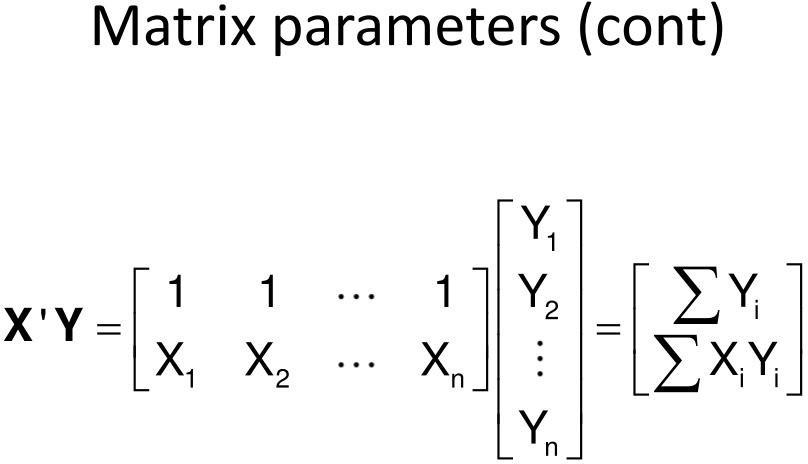 Matrix parameters (cont)
X'Y = [1 1 ⋯ 1; X₁ X₂ ⋯ Xₙ] [Y₁; Y₂; ⋮; Yₙ] = [∑Yᵢ; ∑XᵢYᵢ]